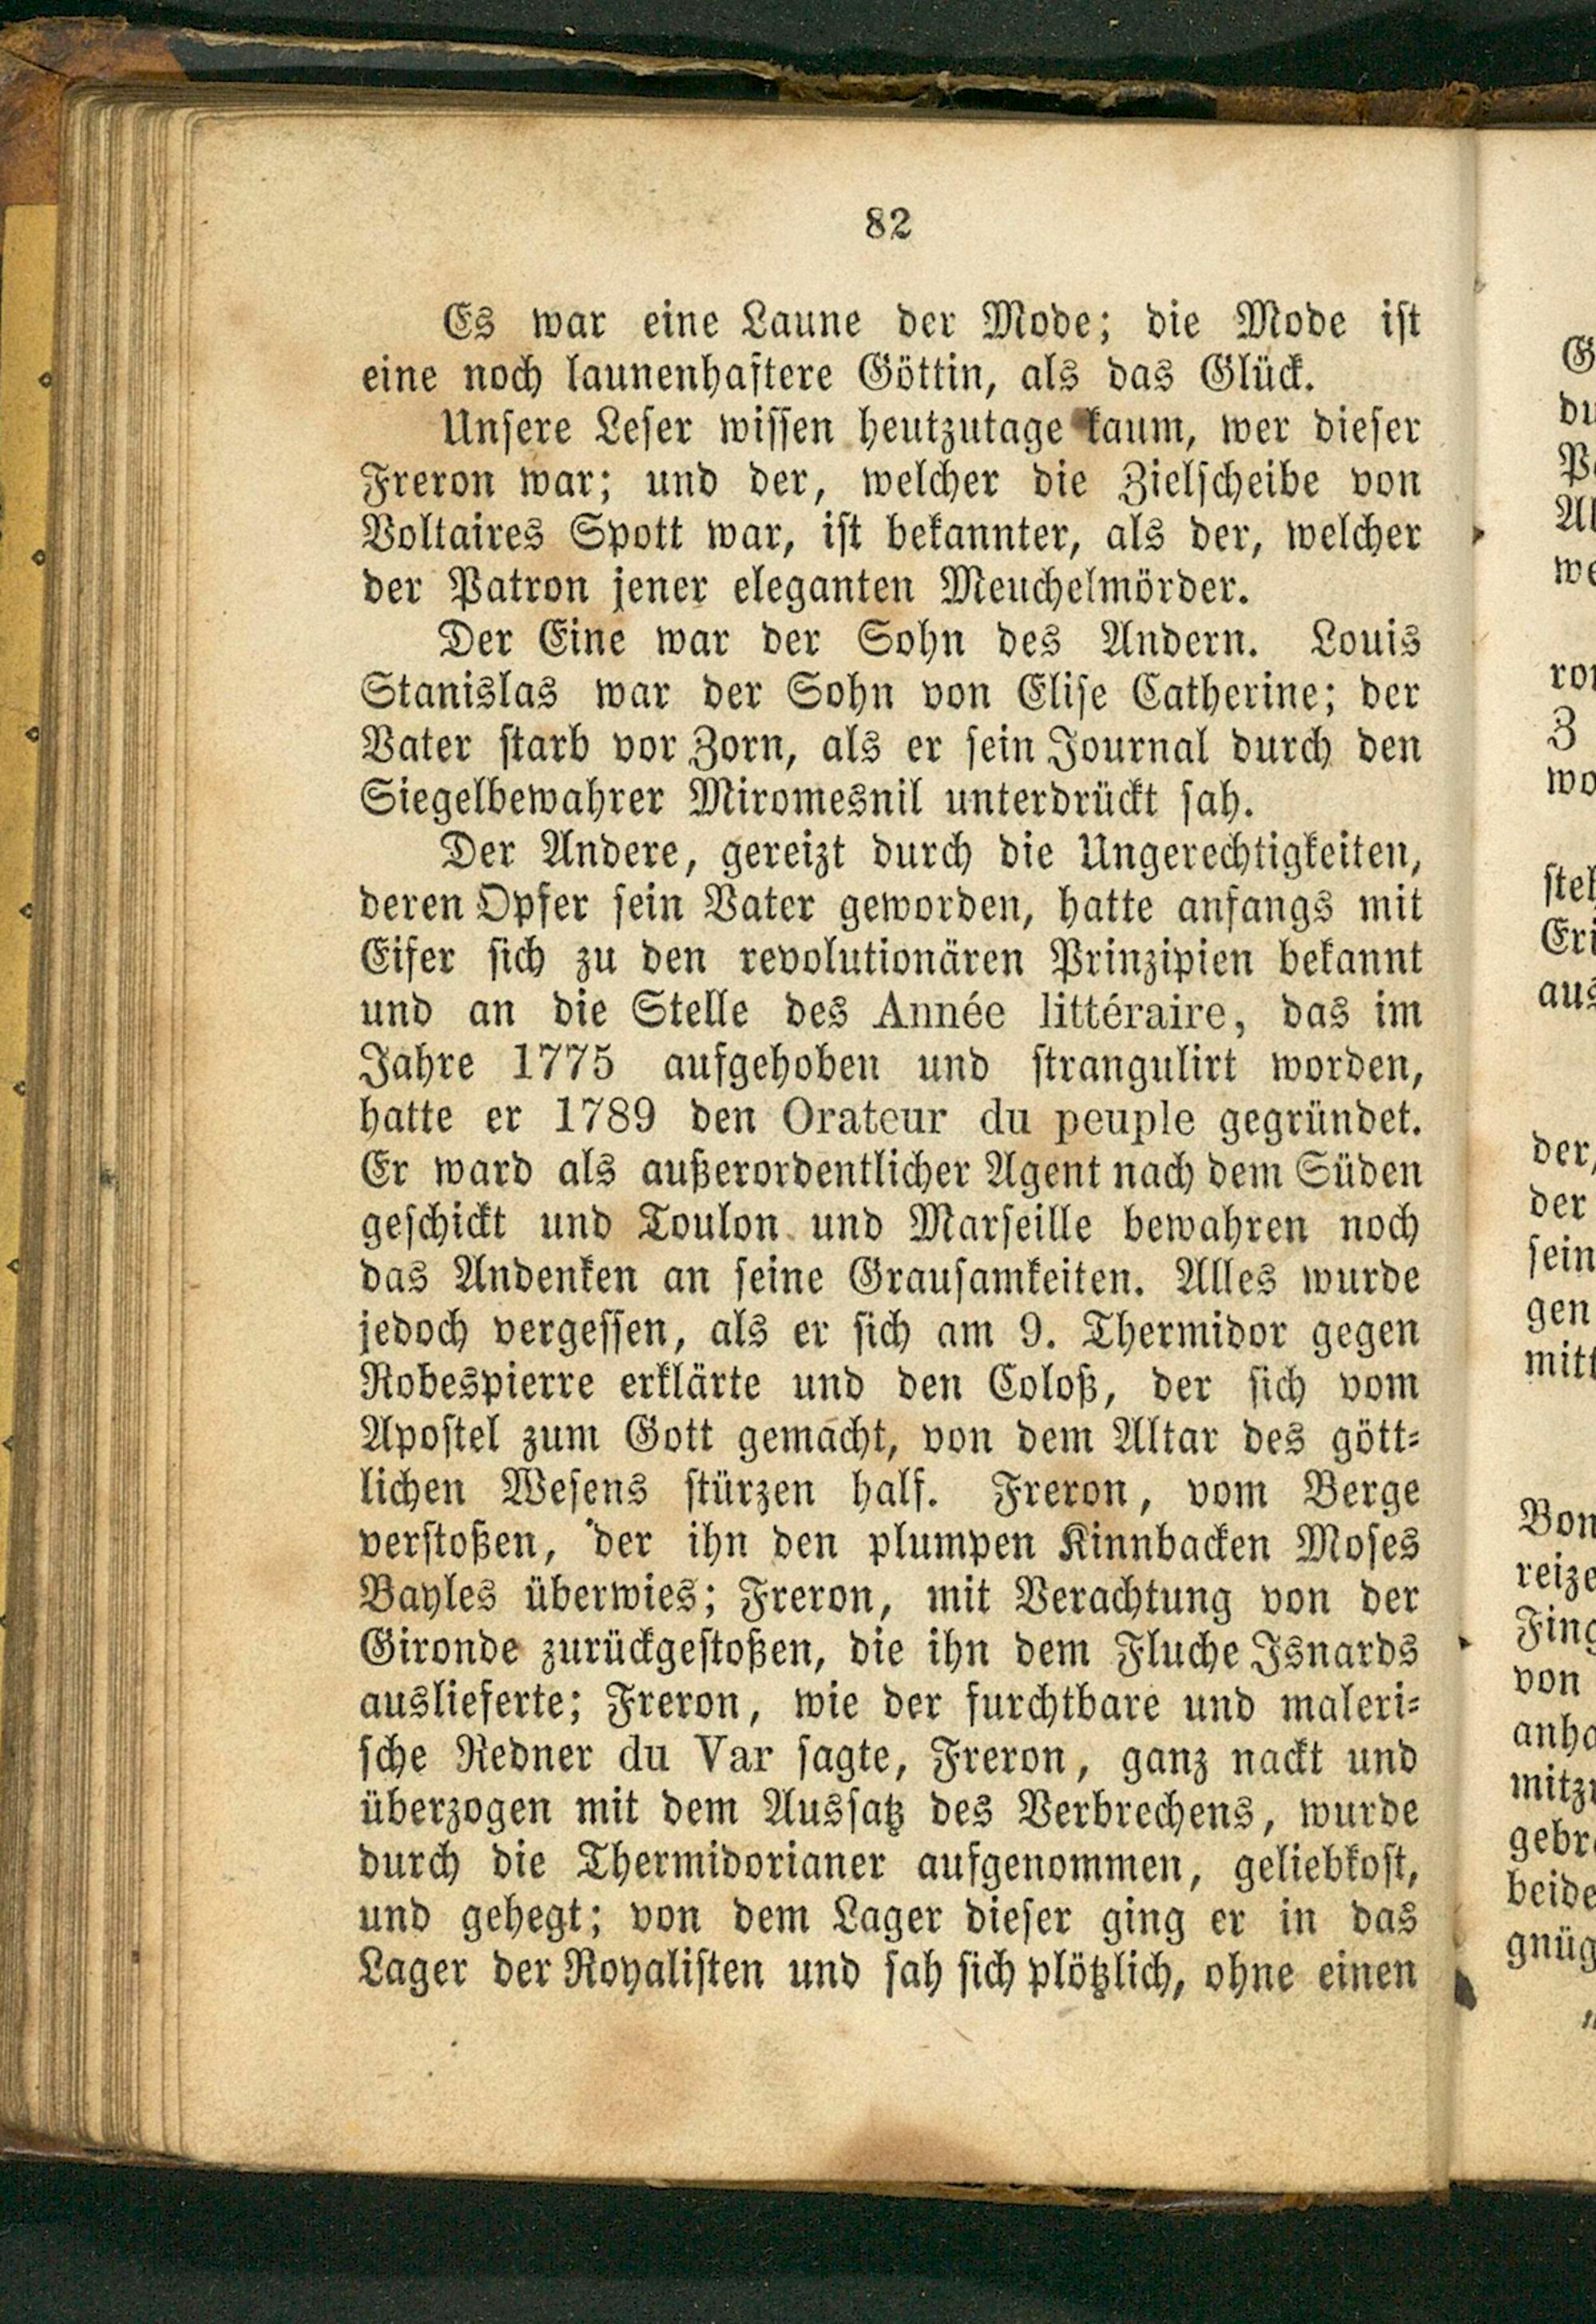 82
Es war eine Laune der Mode; die Mode ist
eine noch launenhaftere Göttin, als das Glück.
Unsere Leser wissen heutzutage kaum, wer dieser
Freron war; und der, welcher die Zielscheibe von
Voltaires Spott war, ist bekannter, als der, welcher
der Patron jener eleganten Meuchelmörder.
Der Eine war der Sohn des Andern. Louis
Stanislas war der Sohn von Elise Catherine; der
Vater starb vor Zorn, als er sein Journal durch den
Siegelbewahrer Miromesnil unterdrückt sah.
Der Andere, gereizt durch die Ungerechtigkeiten,
deren Opfer sein Vater geworden, hatte anfangs mit
Eifer sich zu den revolutionären Prinzipien bekannt
und an die Stelle des Année littéraire, das im
Jahre 1775 aufgehoben und strangulirt worden,
hatte er 1789 den Orateur du peuple gegründet.
Er ward als außerordentlicher Agent nach dem Süden
geschickt und Toulon und Marseille bewahren noch
das Andenken an seine Grausamkeiten. Alles wurde
jedoch vergessen, als er sich am 9. Thermidor gegen
Robespierre erklärte und den Coloß, der sich vom
Apostel zum Gott gemacht, von dem Altar des gött-
lichen Wesens stürzen half. Freron, vom Berge
verstoßen, der ihn den plumpen Kinnbacken Moses
Bayles überwies; Freron, mit Verachtung von der
Gironde zurückgestoßen, die ihn dem Fluche Isnards
auslieferte; Freron, wie der furchtbare und maleri-
sche Redner du Var sagte, Freron, ganz nackt und
überzogen mit dem Aussatz des Verbrechens, wurde
durch die Thermidorianer aufgenommen, geliebkost,
und gehegt; von dem Lager dieser ging er in das
Lager der Royalisten und sah sich plötzlich, ohne einen